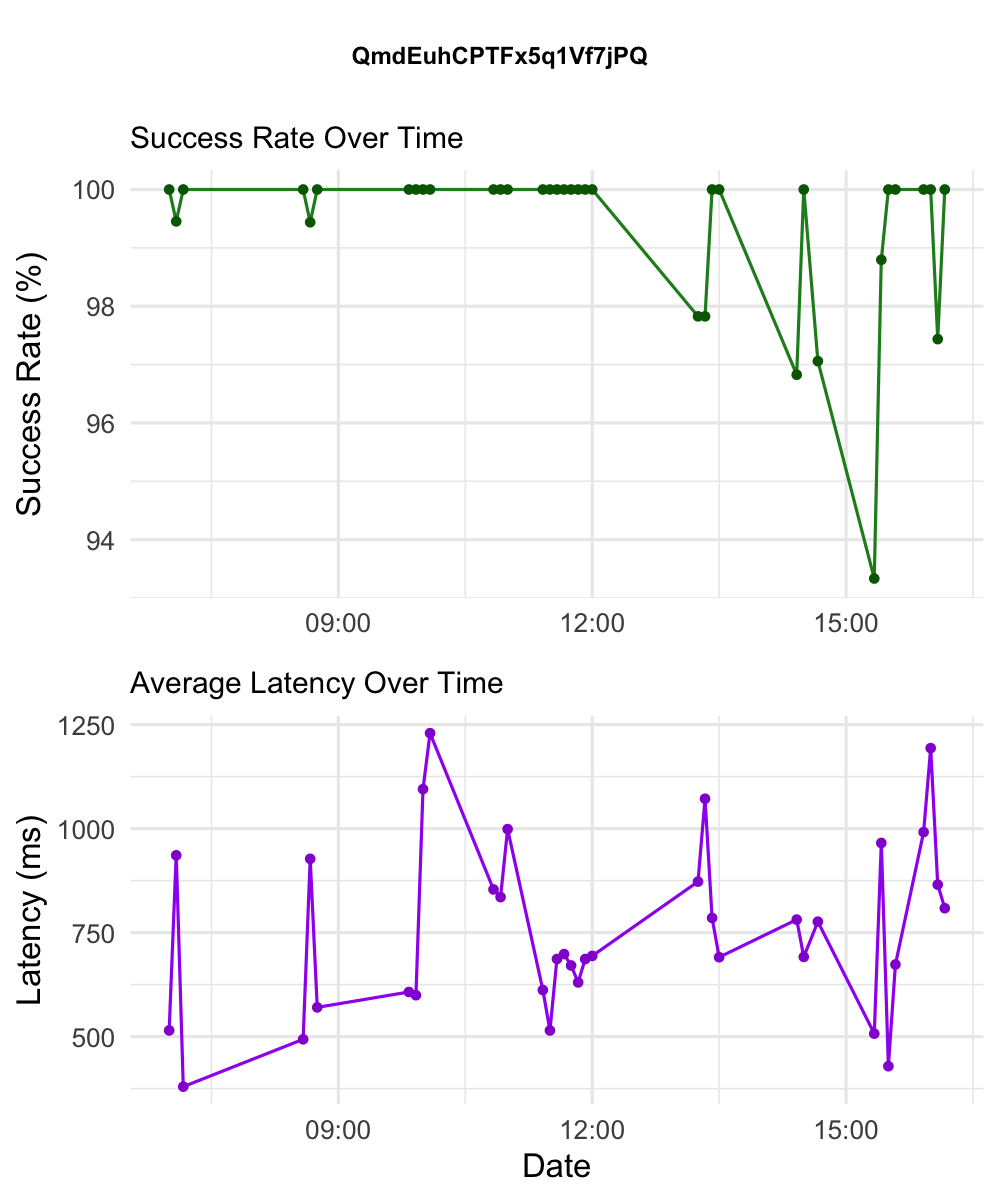 QmdEuhCPTFx5q1Vf7jPQ
Success Rate Over Time
Success Rate (%)
100
98
96
94
09:00 12:00 15:00
Average Latency Over Time
Latency (ms)
1250
1000
750
500
09:00 12:00 15:00
Date